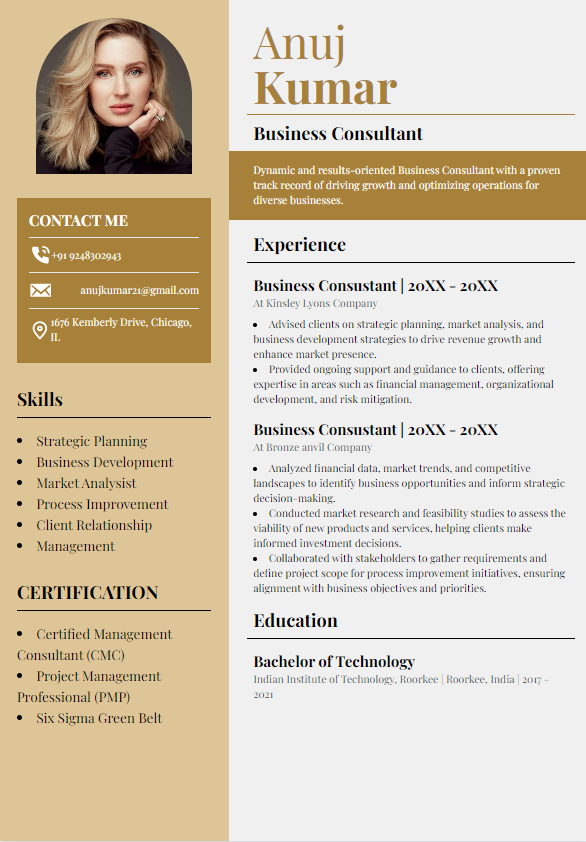 Anuj
Kumar
Business Consultant
Dynamic and results-oriented Business Consultant with a proven
track record of driving growth and optimizing operations for
diverse businesses.
CONTACT ME
+91 9248302943
anujkumar21@gmail.com
1676 Kemberly Drive, Chicago,
IL
Skills
• Strategic Planning
• Business Development
• Market Analysist
• Process Improvement
• Client Relationship
• Management
CERTIFICATION
• Certified Management
Consultant (CMC)
• Project Management
Professional (PMP)
• Six Sigma Green Belt
Experience
Business Consustant | 20XX - 20XX
At Kinsley Lyons Company
• Advised clients on strategic planning, market analysis, and
business development strategies to drive revenue growth and
enhance market presence.
• Provided ongoing support and guidance to clients, offering
expertise in areas such as financial management, organizational
development, and risk mitigation.
Business Consustant | 20XX - 20XX
At Bronze anvil Company
• Analyzed financial data, market trends, and competitive
landscapes to identify business opportunities and inform strategic
decision-making.
• Conducted market research and feasibility studies to assess the
viability of new products and services, helping clients make
informed investment decisions.
• Collaborated with stakeholders to gather requirements and
define project scope for process improvement initiatives, ensuring
alignment with business objectives and priorities.
Education
Bachelor of Technology
Indian Institute of Technology, Roorkee | Roorkee, India | 2017 –
2021